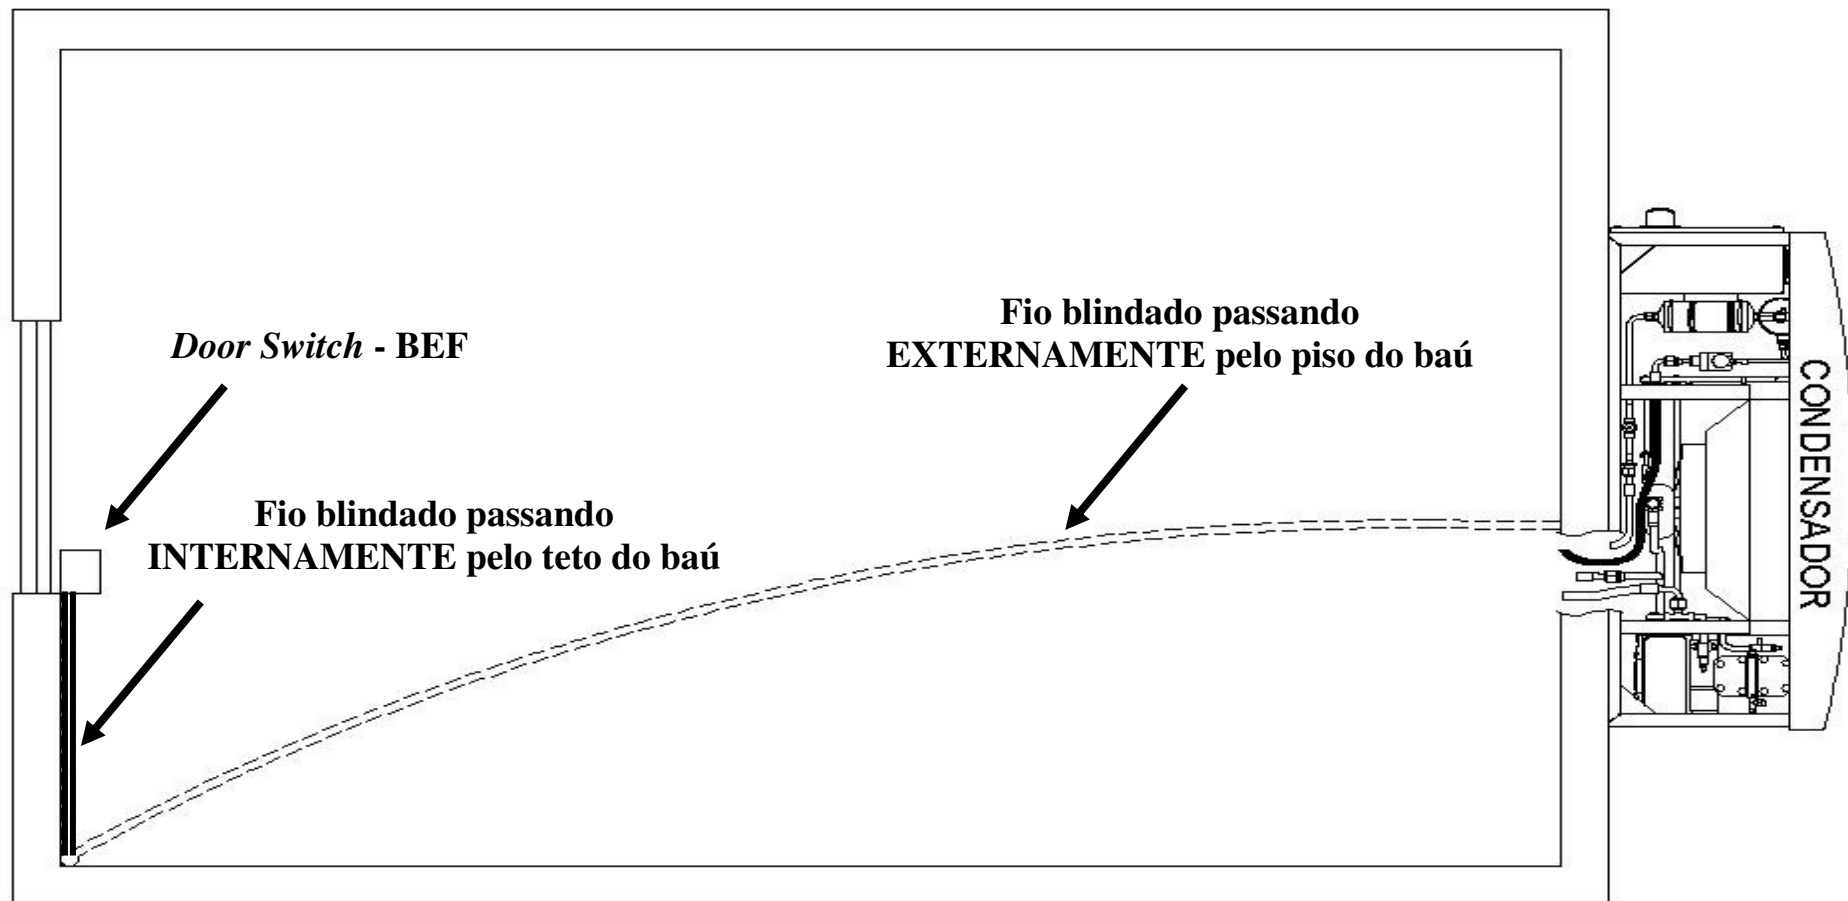 Door Switch - BEF
Fio blindado passando
EXTERNAMENTE pelo piso do baú
Fio blindado passando
INTERNAMENTE pelo teto do baú
CONDENSADOR